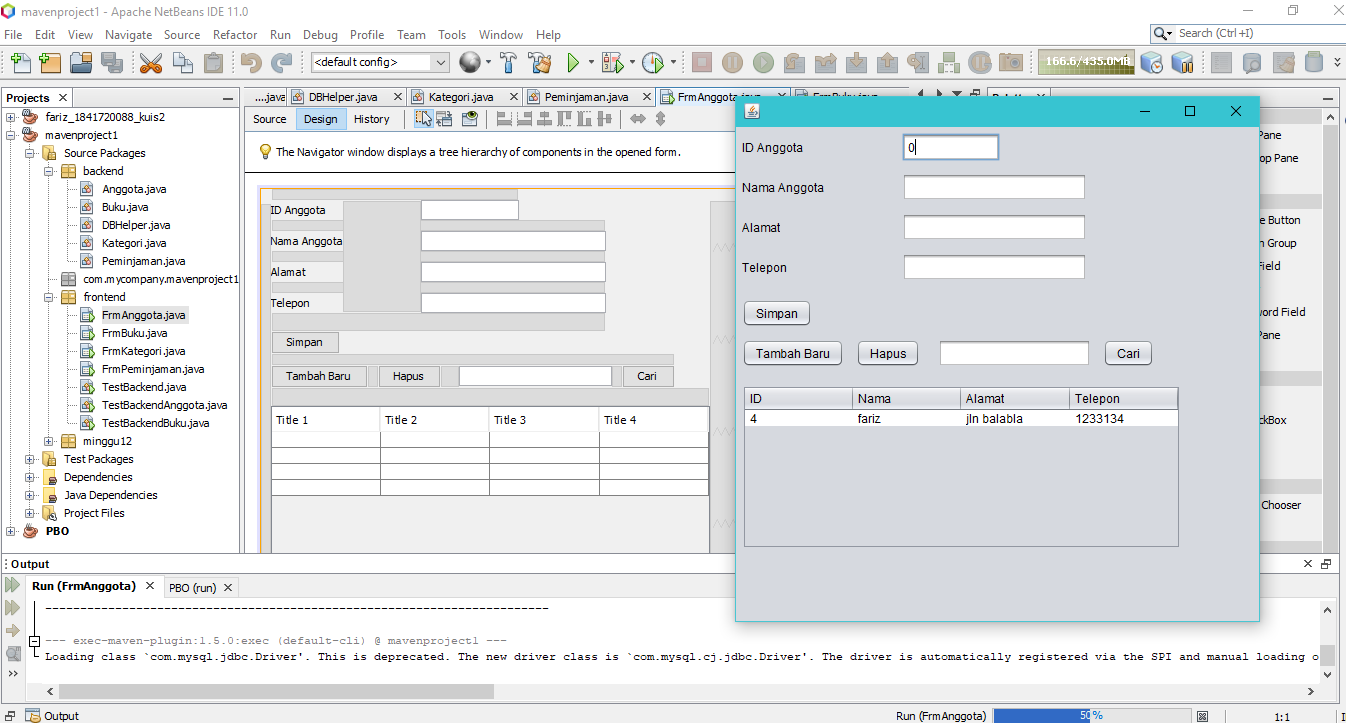 mavenproject1 - Apache NetBeans IDE 11.0
File Edit View Navigate Source Refactor Run Debug Profile Team Tools Window Help
Search (Ctrl+I)
<default config>
166.6/435.0MB
Projects
...java DBHelper.java Kategori.java Peminjaman.java FrmAnggota.java
Source Design History
The Navigator window displays a tree hierarchy of components in the opened form.
fariz_1841720088_kuis2
mavenproject1
Source Packages
backend
Anggota.java
Buku.java
DBHelper.java
Kategori.java
Peminjaman.java
com.mycompany.mavenproject1
frontend
FrmAnggota.java
FrmBuku.java
FrmKategori.java
FrmPeminjaman.java
TestBackend.java
TestBackendAnggota.java
TestBackendBuku.java
minggu12
Test Packages
Dependencies
Java Dependencies
Project Files
PBO
ID Anggota
Nama Anggota
Alamat
Telepon
Simpan
Tambah Baru Hapus Cari
Title 1 Title 2 Title 3 Title 4
ID Anggota 0
Nama Anggota
Alamat
Telepon
Simpan
Tambah Baru Hapus Cari
ID Nama Alamat Telepon
4 fariz jln balabla 1233134
Pane
op Pane
e Button
n Group
Field
word Field
Pane
ckBox
Chooser
Output
Run (FrmAnggota) PBO (run)
------------------------------------------------------------------------
--- exec-maven-plugin:1.5.0:exec (default-cli) @ mavenproject1 ---
Loading class `com.mysql.jdbc.Driver'. This is deprecated. The new driver class is `com.mysql.cj.jdbc.Driver'. The driver is automatically registered via the SPI and manual loading o
Output
Run (FrmAnggota) 50% 1:1